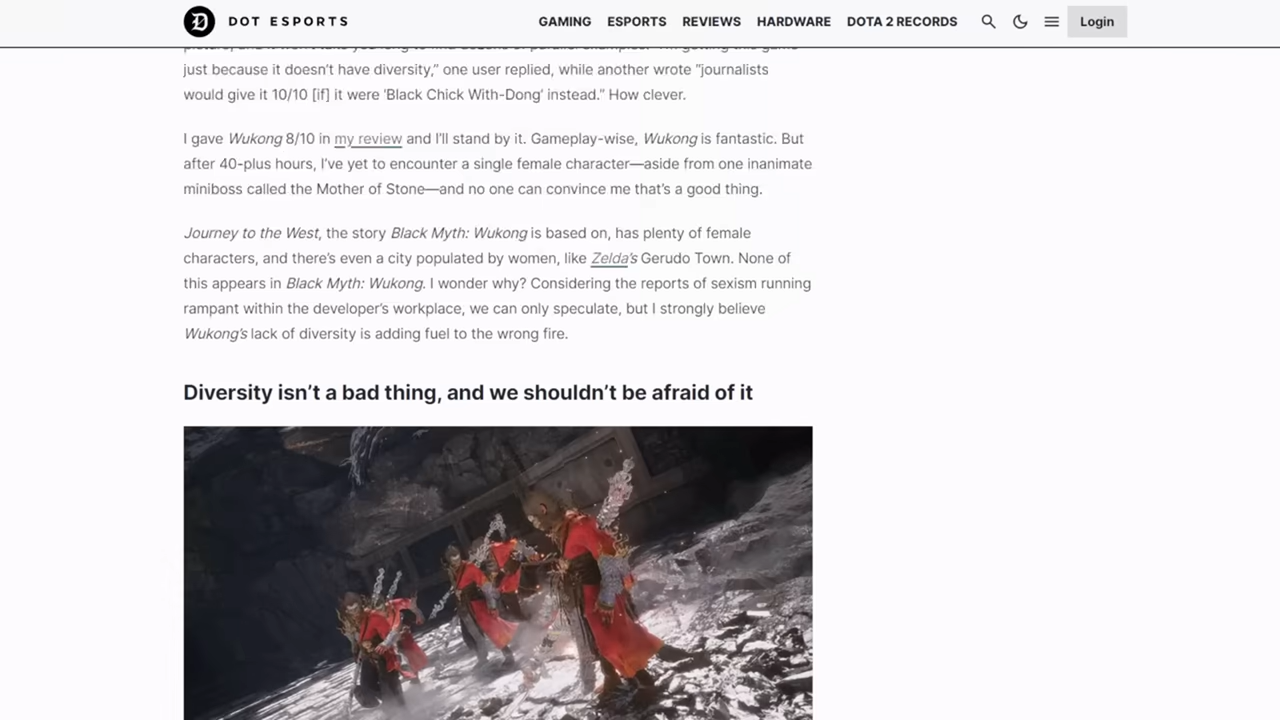 DOT ESPORTS
GAMING ESPORTS REVIEWS HARDWARE DOTA 2 RECORDS Login
just because it doesn’t have diversity,” one user replied, while another wrote “journalists
would give it 10/10 [if] it were ‘Black Chick With-Dong’ instead.” How clever.
I gave Wukong 8/10 in my review and I’ll stand by it. Gameplay-wise, Wukong is fantastic. But
after 40-plus hours, I’ve yet to encounter a single female character—aside from one inanimate
miniboss called the Mother of Stone—and no one can convince me that’s a good thing.
Journey to the West, the story Black Myth: Wukong is based on, has plenty of female
characters, and there’s even a city populated by women, like Zelda’s Gerudo Town. None of
this appears in Black Myth: Wukong. I wonder why? Considering the reports of sexism running
rampant within the developer’s workplace, we can only speculate, but I strongly believe
Wukong’s lack of diversity is adding fuel to the wrong fire.
Diversity isn’t a bad thing, and we shouldn’t be afraid of it